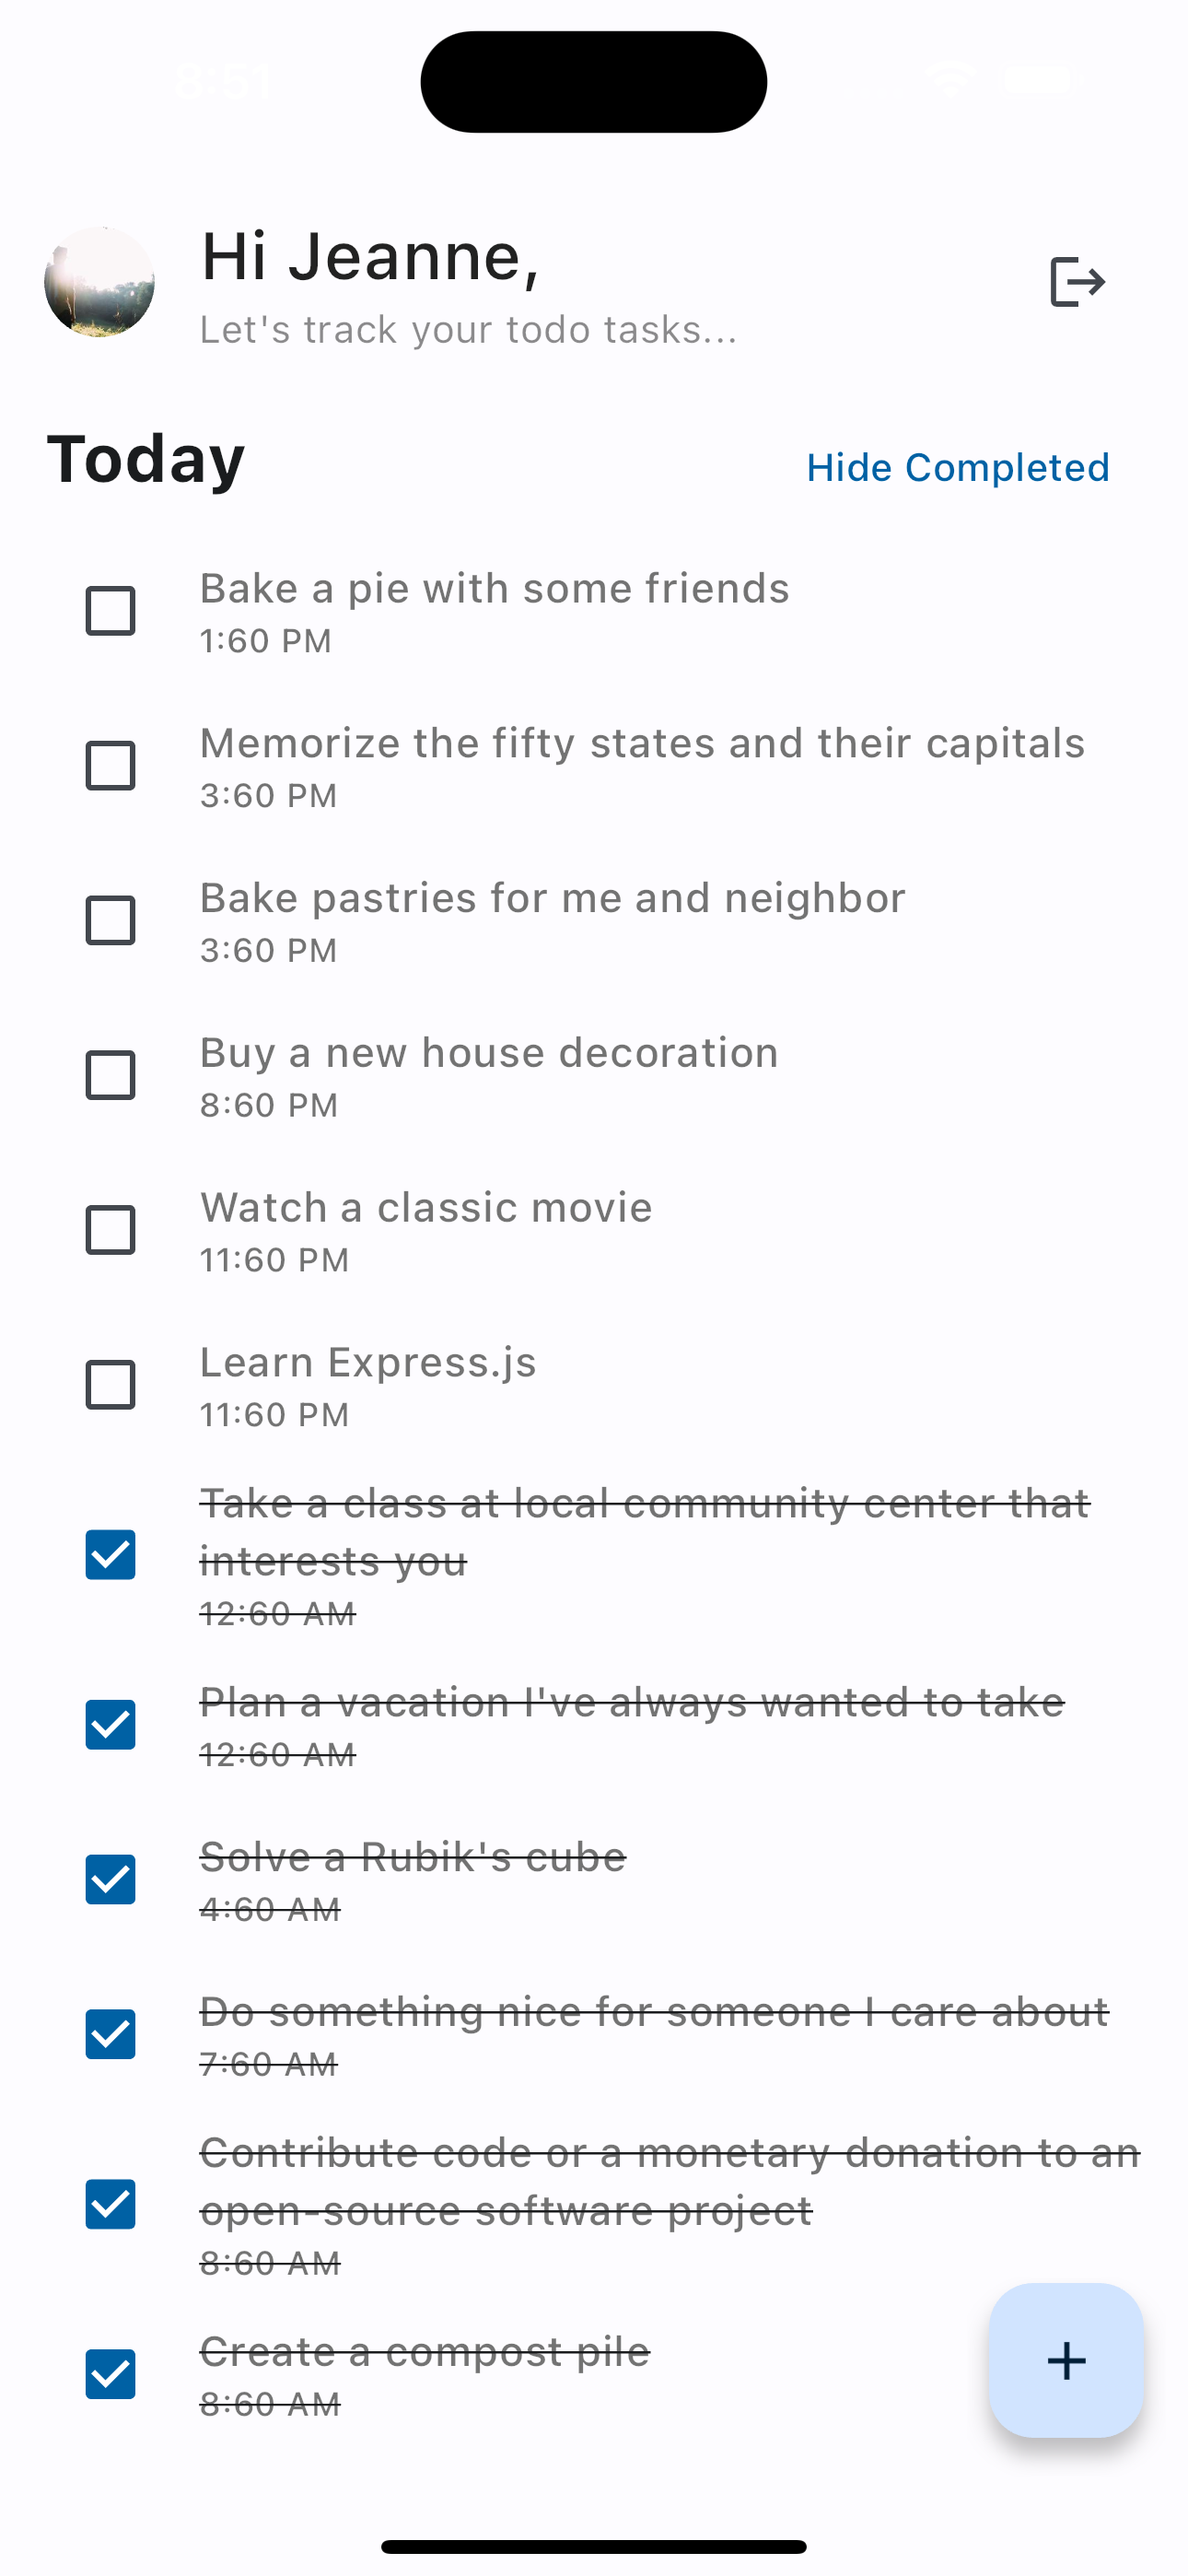 8:51
Hi Jeanne,
Let's track your todo tasks...
Today
Hide Completed
Bake a pie with some friends
1:60 PM
Memorize the fifty states and their capitals
3:60 PM
Bake pastries for me and neighbor
3:60 PM
Buy a new house decoration
8:60 PM
Watch a classic movie
11:60 PM
Learn Express.js
11:60 PM
Take a class at local community center that
interests you
12:60 AM
Plan a vacation I've always wanted to take
12:60 AM
Solve a Rubik's cube
4:60 AM
Do something nice for someone I care about
7:60 AM
Contribute code or a monetary donation to an
open-source software project
8:60 AM
Create a compost pile
8:60 AM